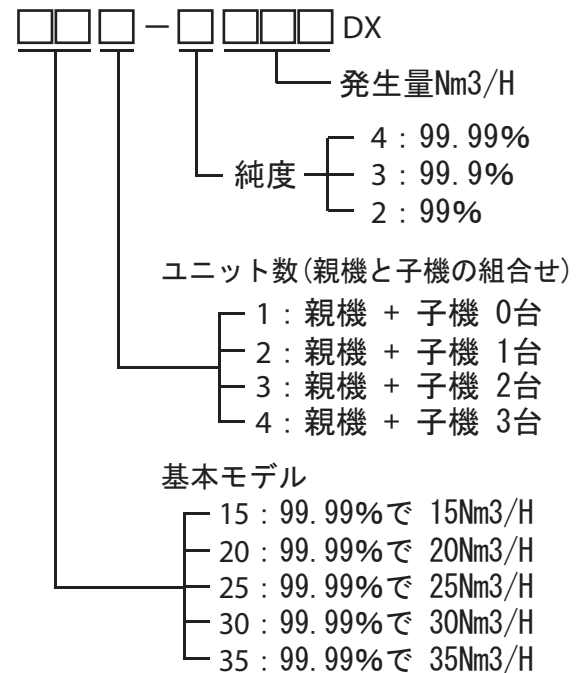 □□□－□□□□DX
発生量Nm3/H
4：99.99%
純度
3：99.9%
2：99%
ユニット数(親機と子機の組合せ)
1：親機 + 子機 0台
2：親機 + 子機 1台
3：親機 + 子機 2台
4：親機 + 子機 3台
基本モデル
15：99.99%で 15Nm3/H
20：99.99%で 20Nm3/H
25：99.99%で 25Nm3/H
30：99.99%で 30Nm3/H
35：99.99%で 35Nm3/H